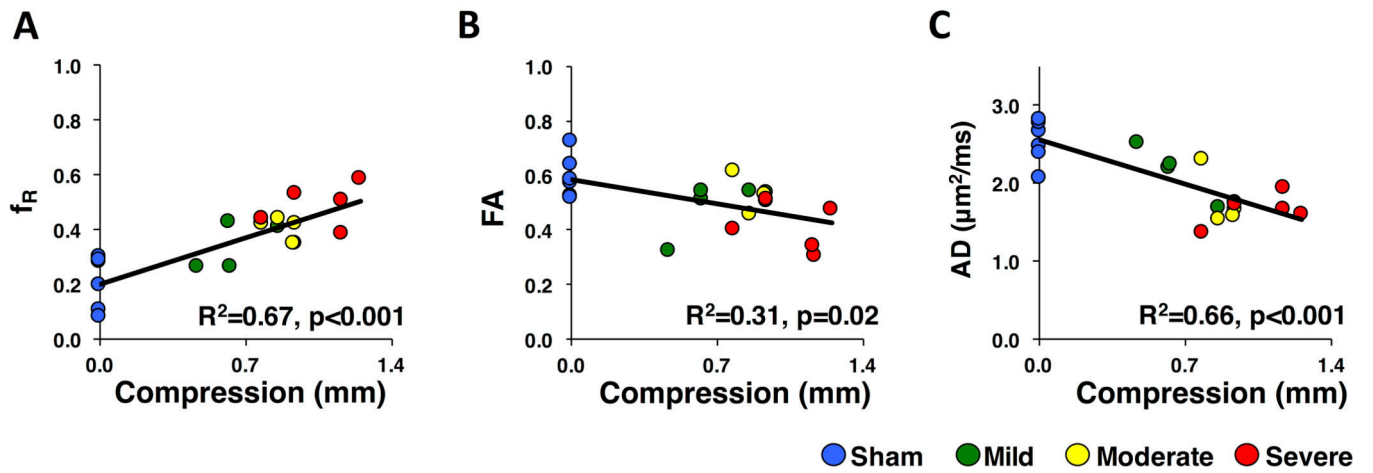 A
B
C
1.0
0.8
0.6
0.4
0.2
0.0
fR
0.0 0.7 1.4
Compression (mm)
R²=0.67, p<0.001
1.0
0.8
0.6
0.4
0.2
0.0
FA
0.0 0.7 1.4
Compression (mm)
R²=0.31, p=0.02
3.0
2.0
1.0
0.0
AD (µm²/ms)
0.0 0.7 1.4
Compression (mm)
R²=0.66, p<0.001
Sham Mild Moderate Severe